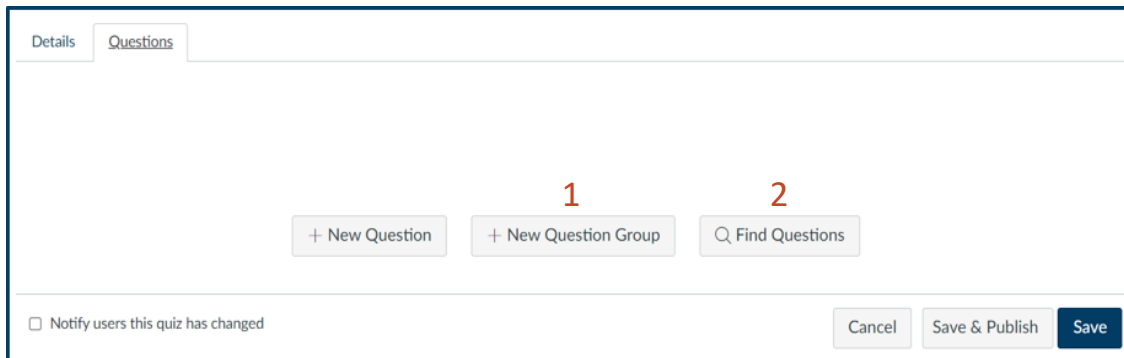 Details Questions
1 2
+ New Question + New Question Group Find Questions
Notify users this quiz has changed Cancel Save & Publish Save